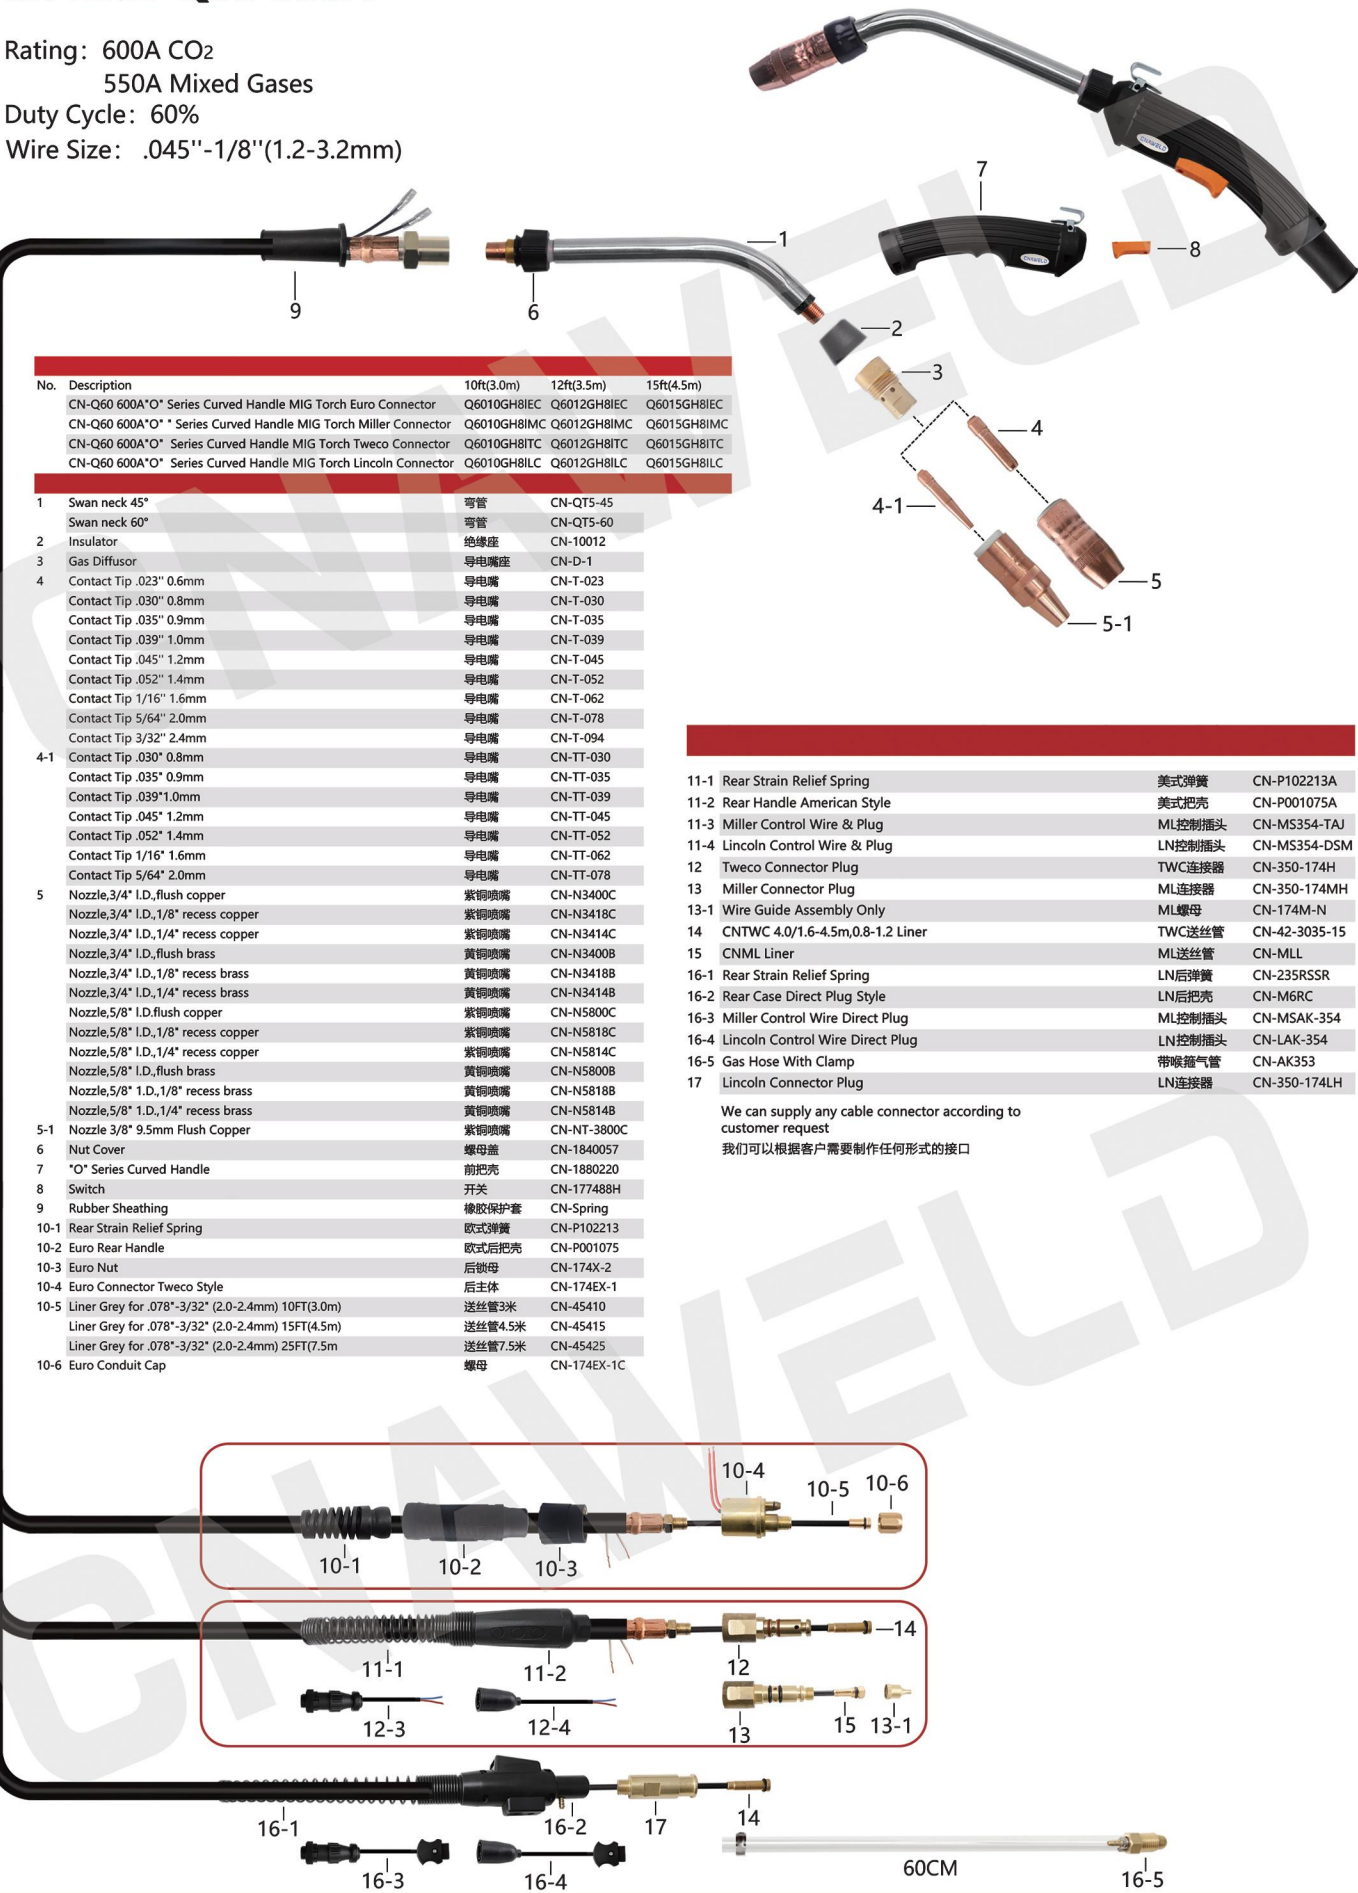 Rating: 600A CO2
550A Mixed Gases
Duty Cycle: 60%
Wire Size: .045''-1/8''(1.2-3.2mm)
CNAWELD
7
8
CNAWELD
9
6
1
2
3
4
4-1
5
5-1
No. Description 10ft(3.0m) 12ft(3.5m) 15ft(4.5m)
CN-Q60 600A"O" Series Curved Handle MIG Torch Euro Connector Q6010GH8IEC Q6012GH8IEC Q6015GH8IEC
CN-Q60 600A"O" " Series Curved Handle MIG Torch Miller Connector Q6010GH8IMC Q6012GH8IMC Q6015GH8IMC
CN-Q60 600A"O" Series Curved Handle MIG Torch Tweco Connector Q6010GH8ITC Q6012GH8ITC Q6015GH8ITC
CN-Q60 600A"O" Series Curved Handle MIG Torch Lincoln Connector Q6010GH8ILC Q6012GH8ILC Q6015GH8ILC
1 Swan neck 45° 弯管 CN-QT5-45
Swan neck 60° 弯管 CN-QT5-60
2 Insulator 绝缘座 CN-10012
3 Gas Diffusor 导电嘴座 CN-D-1
4 Contact Tip .023'' 0.6mm 导电嘴 CN-T-023
Contact Tip .030'' 0.8mm 导电嘴 CN-T-030
Contact Tip .035'' 0.9mm 导电嘴 CN-T-035
Contact Tip .039'' 1.0mm 导电嘴 CN-T-039
Contact Tip .045'' 1.2mm 导电嘴 CN-T-045
Contact Tip .052'' 1.4mm 导电嘴 CN-T-052
Contact Tip 1/16'' 1.6mm 导电嘴 CN-T-062
Contact Tip 5/64'' 2.0mm 导电嘴 CN-T-078
Contact Tip 3/32'' 2.4mm 导电嘴 CN-T-094
4-1 Contact Tip .030" 0.8mm 导电嘴 CN-TT-030
Contact Tip .035" 0.9mm 导电嘴 CN-TT-035
Contact Tip .039"1.0mm 导电嘴 CN-TT-039
Contact Tip .045" 1.2mm 导电嘴 CN-TT-045
Contact Tip .052" 1.4mm 导电嘴 CN-TT-052
Contact Tip 1/16" 1.6mm 导电嘴 CN-TT-062
Contact Tip 5/64" 2.0mm 导电嘴 CN-TT-078
5 Nozzle,3/4" I.D.,flush copper 紫铜喷嘴 CN-N3400C
Nozzle,3/4" I.D.,1/8" recess copper 紫铜喷嘴 CN-N3418C
Nozzle,3/4" I.D.,1/4" recess copper 紫铜喷嘴 CN-N3414C
Nozzle,3/4" I.D.,flush brass 黄铜喷嘴 CN-N3400B
Nozzle,3/4" I.D.,1/8" recess brass 黄铜喷嘴 CN-N3418B
Nozzle,3/4" I.D.,1/4" recess brass 黄铜喷嘴 CN-N3414B
Nozzle,5/8" I.D.flush copper 紫铜喷嘴 CN-N5800C
Nozzle,5/8" I.D.,1/8" recess copper 紫铜喷嘴 CN-N5818C
Nozzle,5/8" I.D.,1/4" recess copper 紫铜喷嘴 CN-N5814C
Nozzle,5/8" I.D.,flush brass 黄铜喷嘴 CN-N5800B
Nozzle,5/8" 1.D.,1/8" recess brass 黄铜喷嘴 CN-N5818B
Nozzle,5/8" 1.D.,1/4" recess brass 黄铜喷嘴 CN-N5814B
5-1 Nozzle 3/8" 9.5mm Flush Copper 紫铜喷嘴 CN-NT-3800C
6 Nut Cover 螺母盖 CN-1840057
7 "O" Series Curved Handle 前把壳 CN-1880220
8 Switch 开关 CN-177488H
9 Rubber Sheathing 橡胶保护套 CN-Spring
10-1 Rear Strain Relief Spring 欧式弹簧 CN-P102213
10-2 Euro Rear Handle 欧式后把壳 CN-P001075
10-3 Euro Nut 后锁母 CN-174X-2
10-4 Euro Connector Tweco Style 后主体 CN-174EX-1
10-5 Liner Grey for .078"-3/32" (2.0-2.4mm) 10FT(3.0m) 送丝管3米 CN-45410
Liner Grey for .078"-3/32" (2.0-2.4mm) 15FT(4.5m) 送丝管4.5米 CN-45415
Liner Grey for .078"-3/32" (2.0-2.4mm) 25FT(7.5m 送丝管7.5米 CN-45425
10-6 Euro Conduit Cap 螺母 CN-174EX-1C
11-1 Rear Strain Relief Spring 美式弹簧 CN-P102213A
11-2 Rear Handle American Style 美式把壳 CN-P001075A
11-3 Miller Control Wire & Plug ML控制插头 CN-MS354-TAJ
11-4 Lincoln Control Wire & Plug LN控制插头 CN-MS354-DSM
12 Tweco Connector Plug TWC连接器 CN-350-174H
13 Miller Connector Plug ML连接器 CN-350-174MH
13-1 Wire Guide Assembly Only ML螺母 CN-174M-N
14 CNTWC 4.0/1.6-4.5m,0.8-1.2 Liner TWC送丝管 CN-42-3035-15
15 CNML Liner ML送丝管 CN-MLL
16-1 Rear Strain Relief Spring LN后弹簧 CN-235RSSR
16-2 Rear Case Direct Plug Style LN后把壳 CN-M6RC
16-3 Miller Control Wire Direct Plug ML控制插头 CN-MSAK-354
16-4 Lincoln Control Wire Direct Plug LN控制插头 CN-LAK-354
16-5 Gas Hose With Clamp 带喉箍气管 CN-AK353
17 Lincoln Connector Plug LN连接器 CN-350-174LH
We can supply any cable connector according to
customer request
我们可以根据客户需要制作任何形式的接口
CNAWELD
CNAWELD
10-1
10-2
10-3
10-4
10-5
10-6
11-1
11-2
12
14
12-3
12-4
13
15
13-1
16-1
16-2
17
14
16-3
16-4
60CM
16-5